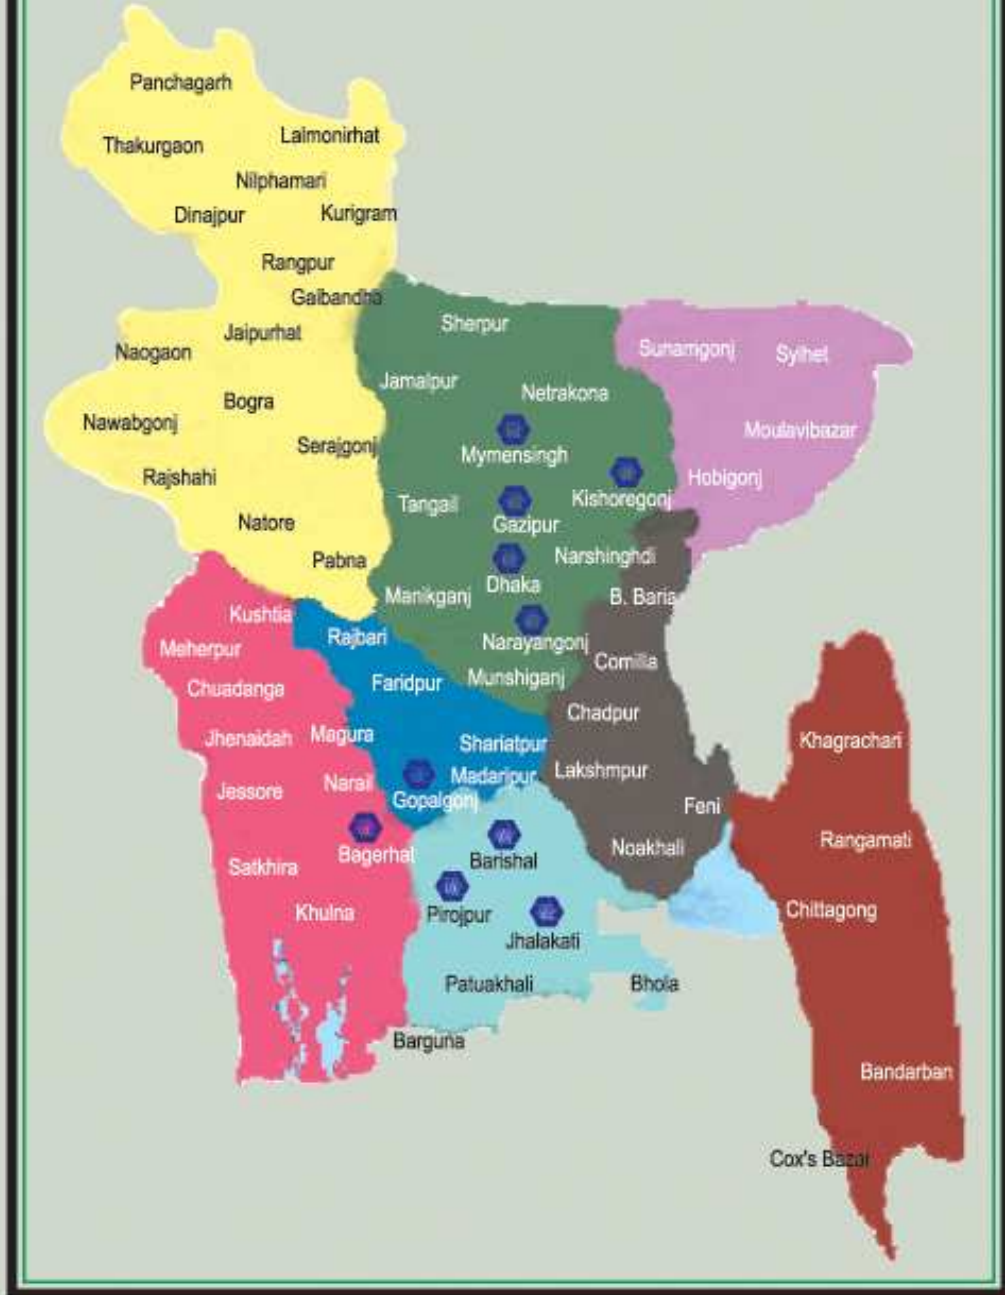 Panchagarh
Lalmonirhat
Thakurgaon
Nilphamari
Dinajpur
Kurigram
Rangpur
Gaibandha
Sherpur
Jaipurhat
Naogaon
Sunamgonj
Sylhet
Jamalpur
Netrakona
Bogra
Nawabgonj
Moulavibazar
Serajgonj
Mymensingh
Rajshahi
Hobigonj
Kishoregonj
Tangail
Natore
Gazipur
Pabna
Narshinghdi
Dhaka
Manikganj
B. Baria
Kushtia
Rajbari
Narayangonj
Meherpur
Comilla
Munshiganj
Faridpur
Chuadanga
Chadpur
Magura
Jhenaidah
Shariatpur
Khagrachari
Lakshmpur
Madaripur
Narail
Jessore
Gopalgonj
Feni
Rangamati
Noakhali
Bagerhat
Barishal
Satkhira
Chittagong
Khulna
Pirojpur
Jhalakati
Patuakhali
Bhola
Barguna
Bandarban
Cox's Bazar